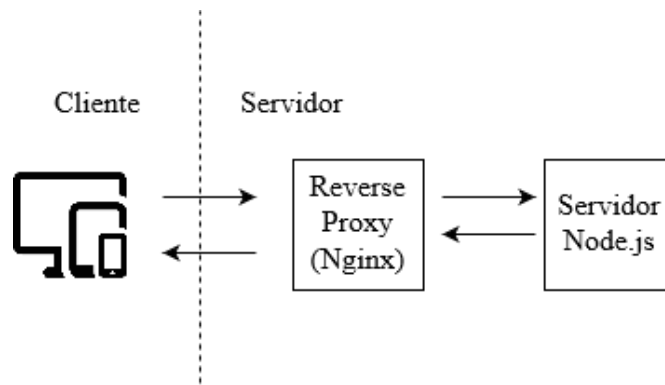 Cliente
Servidor
Reverse
Proxy
(Nginx)
Servidor
Node.js